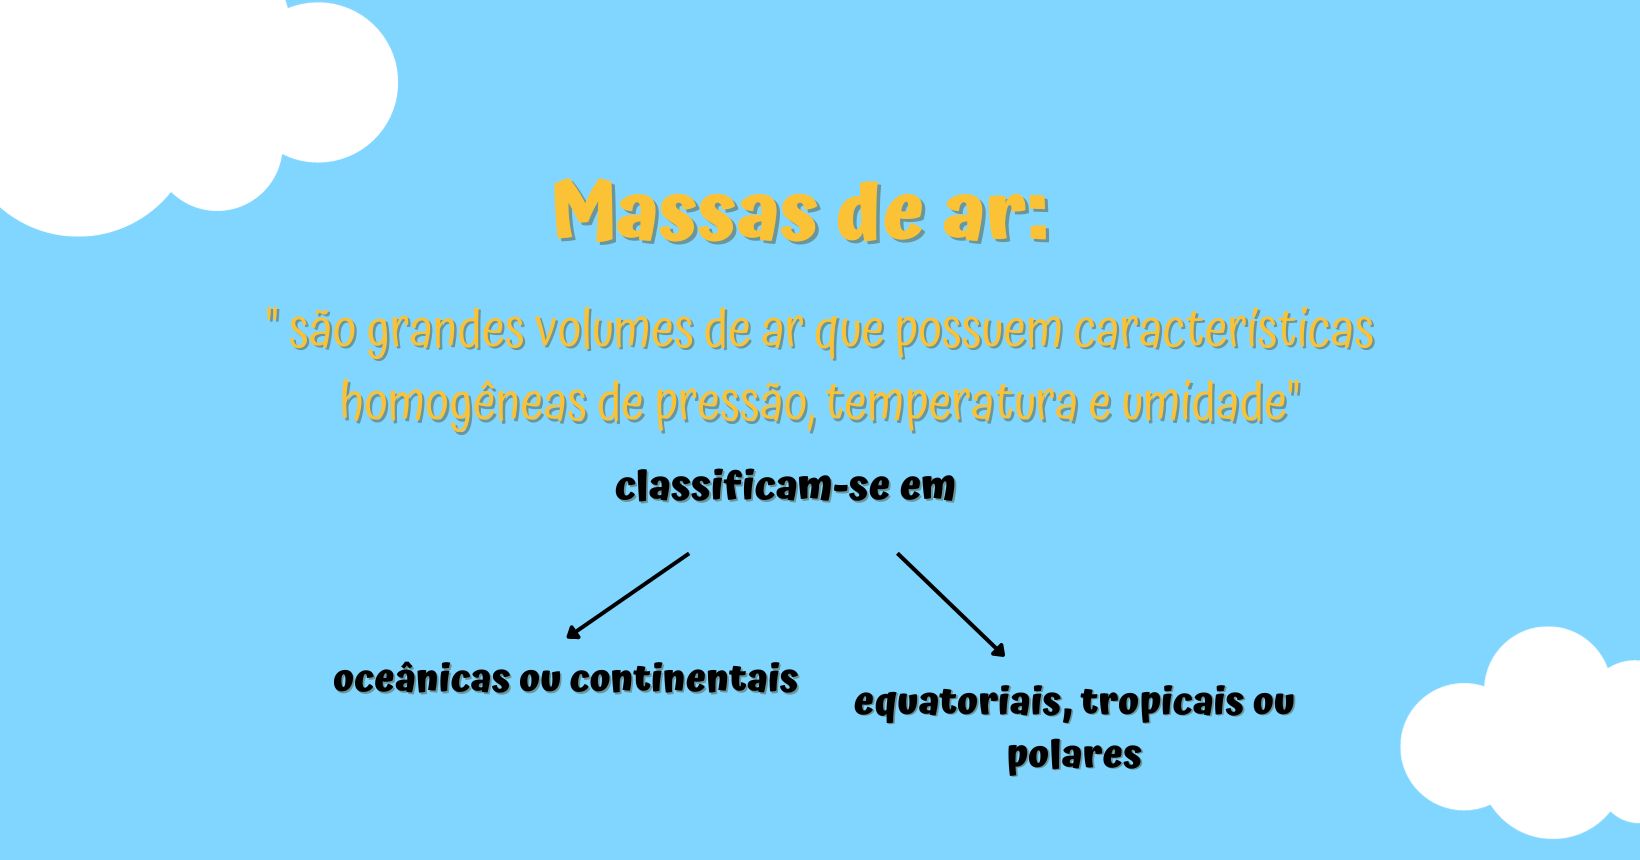 Massas de ar:
" são grandes volumes de ar que possuem características
homogêneas de pressão, temperatura e umidade"
classificam-se em
oceânicas ou continentais
equatoriais, tropicais ou
polares